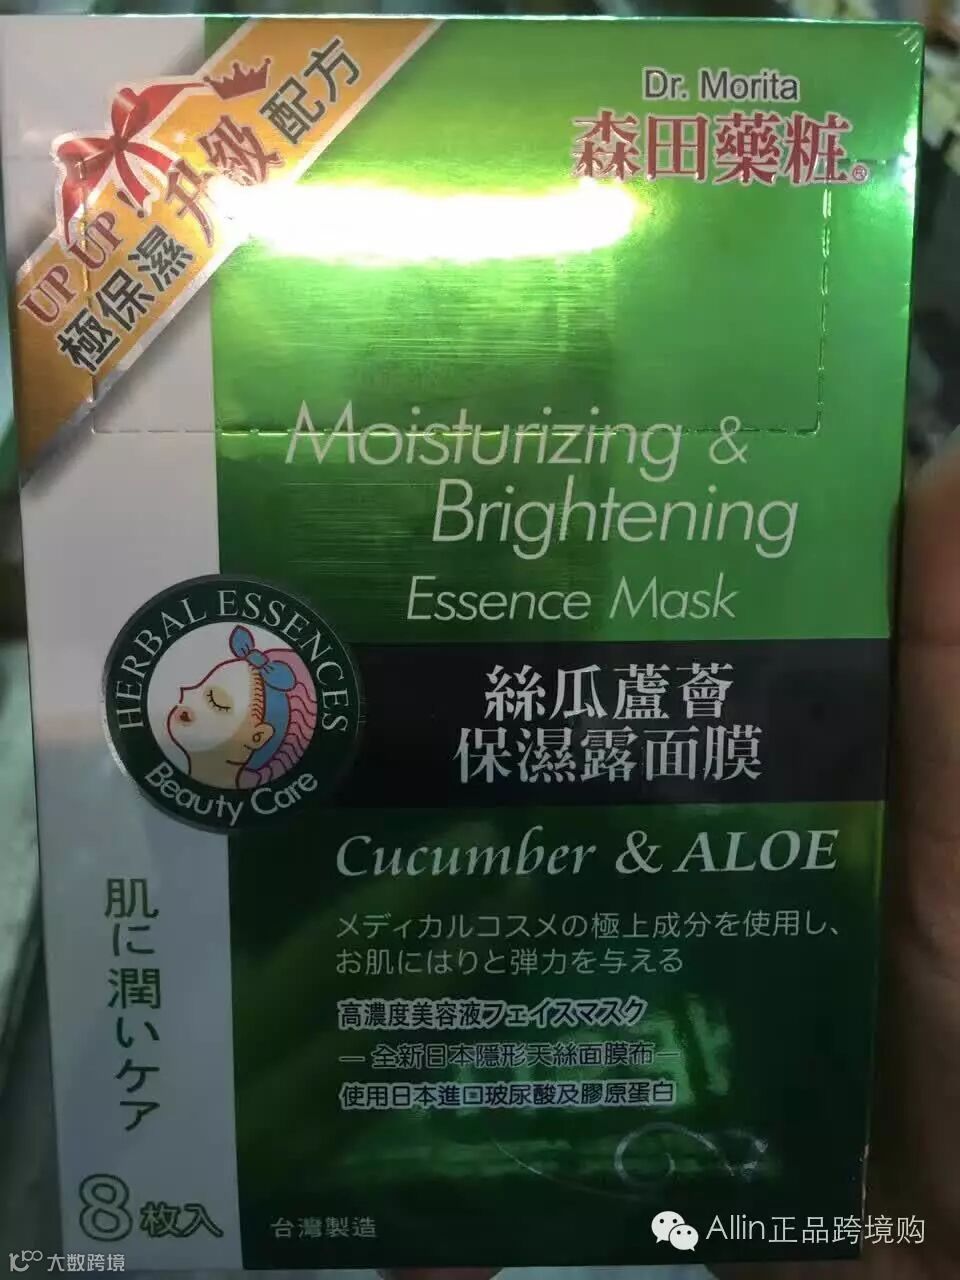 UP UP! 升級配方
極保濕
Dr. Morita
森田藥粧®
Moisturizing &
Brightening
Essence Mask
HERBAL ESSENCES
Beauty Care
絲瓜蘆薈
保濕露面膜
Cucumber & ALOE
メディカルコスメの極上成分を使用し、
お肌にはりと弾力を与える
高濃度美容液フェイスマスク
—全新日本隱形天絲面膜布—
使用日本進口玻尿酸及膠原蛋白
肌に潤いケア
8枚入
台灣製造
Allin正品跨境购
大数跨境